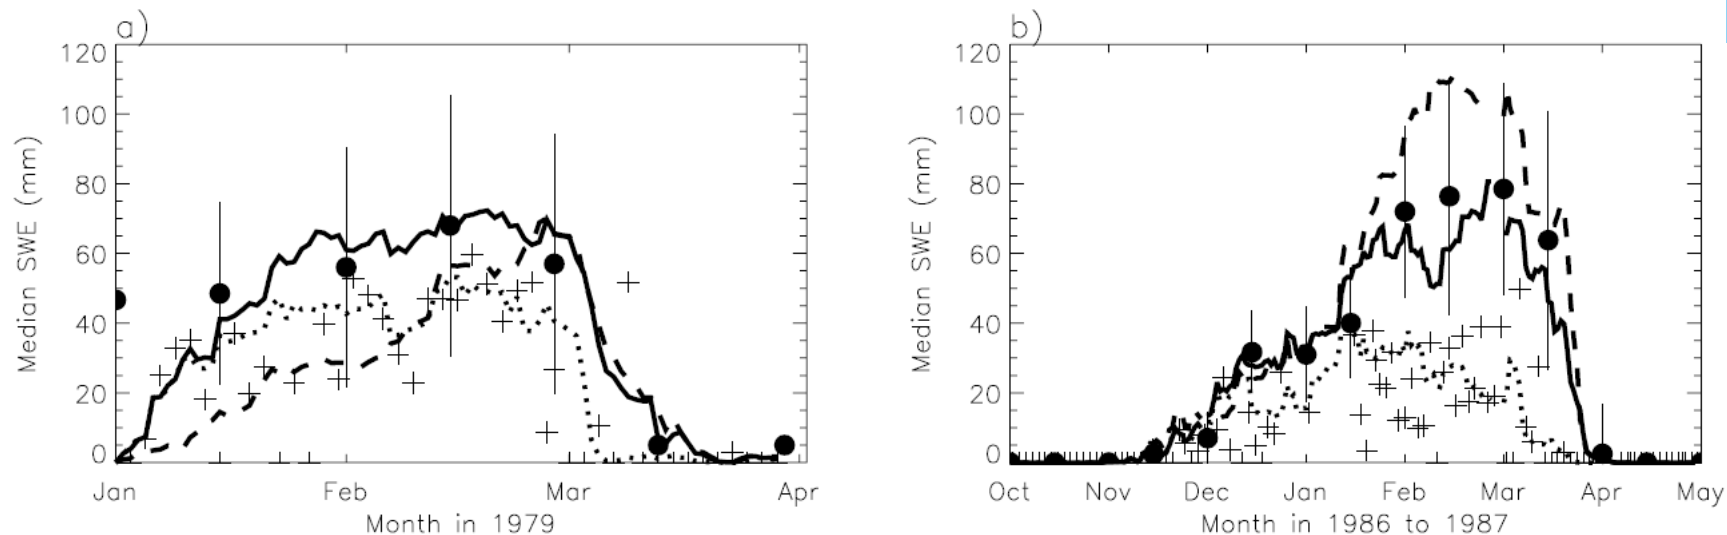 a)
120
100
80
60
40
20
0
Median SWE (mm)
Jan Feb Mar Apr
Month in 1979
b)
120
100
80
60
40
20
0
Median SWE (mm)
Oct Nov Dec Jan Feb Mar Apr May
Month in 1986 to 1987